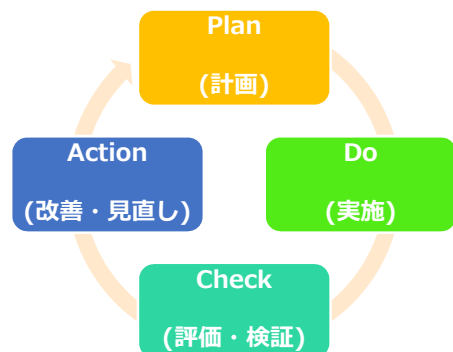 Plan
(計画)
Do
(実施)
Check
(評価・検証)
Action
(改善・見直し)